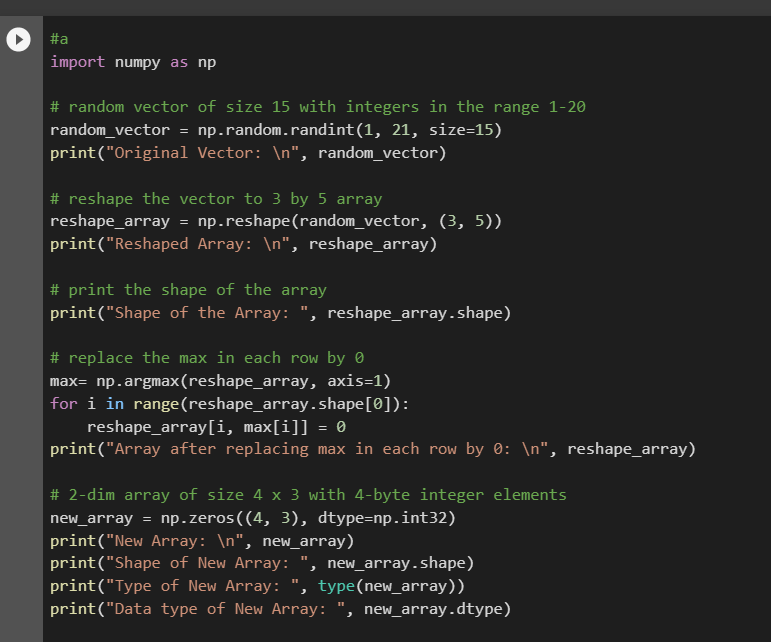 #a
import numpy as np
# random vector of size 15 with integers in the range 1-20
random_vector = np.random.randint(1, 21, size=15)
print("Original Vector: \n", random_vector)
# reshape the vector to 3 by 5 array
reshape_array = np.reshape(random_vector, (3, 5))
print("Reshaped Array: \n", reshape_array)
# print the shape of the array
print("Shape of the Array: ", reshape_array.shape)
# replace the max in each row by 0
max= np.argmax(reshape_array, axis=1)
for i in range(reshape_array.shape[0]):
    reshape_array[i, max[i]] = 0
print("Array after replacing max in each row by 0: \n", reshape_array)
# 2-dim array of size 4 x 3 with 4-byte integer elements
new_array = np.zeros((4, 3), dtype=np.int32)
print("New Array: \n", new_array)
print("Shape of New Array: ", new_array.shape)
print("Type of New Array: ", type(new_array))
print("Data type of New Array: ", new_array.dtype)